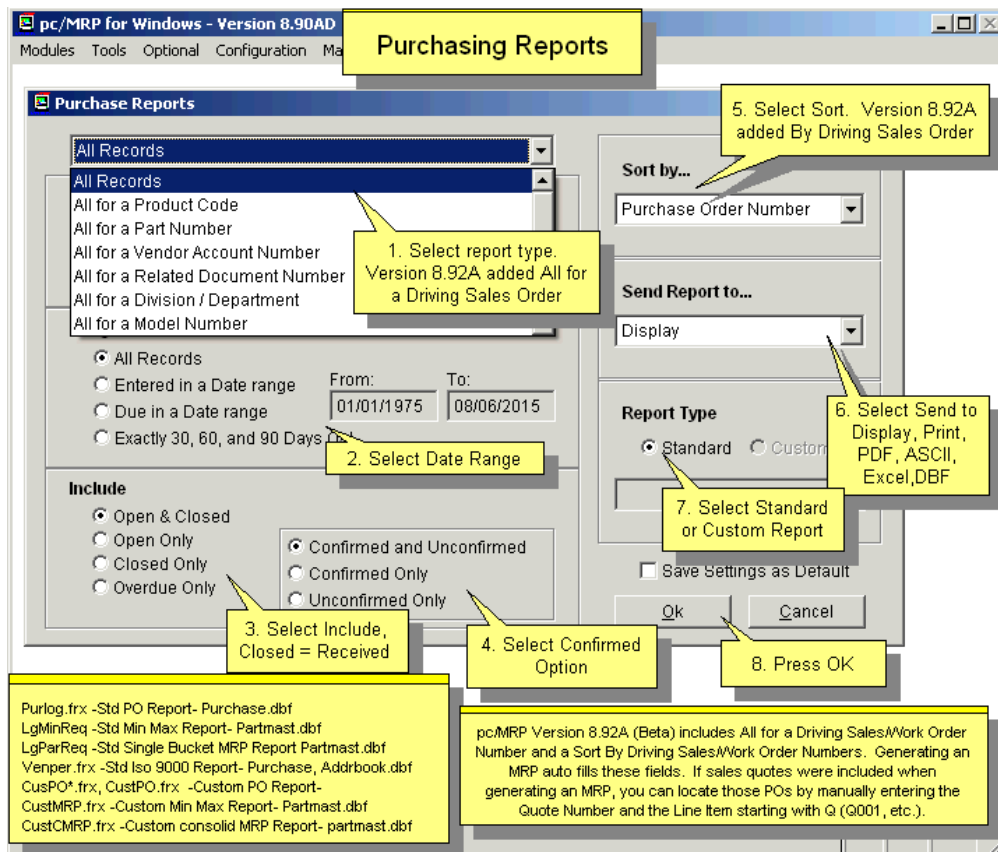 pc/MRP for Windows - Version 8.90AD
Purchasing Reports
Modules Tools Optional Configuration Ma
Purchase Reports
5. Select Sort. Version 8.92A
added By Driving Sales Order
All Records
All Records
All for a Product Code
All for a Part Number
All for a Vendor Account Number
All for a Related Document Number
All for a Division / Department
All for a Model Number
1. Select report type.
Version 8.92A added All for
a Driving Sales Order
Sort by...
Purchase Order Number
Send Report to...
Display
All Records
Entered in a Date range
Due in a Date range
Exactly 30, 60, and 90 Days
From: To:
01/01/1975 08/06/2015
2. Select Date Range
Report Type
Standard Custom
6. Select Send to
Display, Print,
PDF, ASCII,
Excel,DBF
7. Select Standard
or Custom Report
Include
Open & Closed
Open Only
Closed Only
Overdue Only
Confirmed and Unconfirmed
Confirmed Only
Unconfirmed Only
Save Settings as Default
Ok Cancel
3. Select Include,
Closed = Received
4. Select Confirmed
Option
8. Press OK
Purlog.frx -Std PO Report- Purchase.dbf
LgMinReq -Std Min Max Report- Partmast.dbf
LgParReq -Std Single Bucket MRP Report Partmast.dbf
Venper.frx -Std Iso 9000 Report- Purchase, Addrbook.dbf
CusPO*.frx, CustPO.frx -Custom PO Report-
CustMRP.frx -Custom Min Max Report- Partmast.dbf
CustCMRP.frx -Custom consolid MRP Report- partmast.dbf
pc/MRP Version 8.92A (Beta) includes All for a Driving Sales/Work Order
Number and a Sort By Driving Sales/Work Order Numbers. Generating an
MRP auto fills these fields. If sales quotes were included when
generating an MRP, you can locate those POs by manually entering the
Quote Number and the Line Item starting with Q (Q001, etc.).